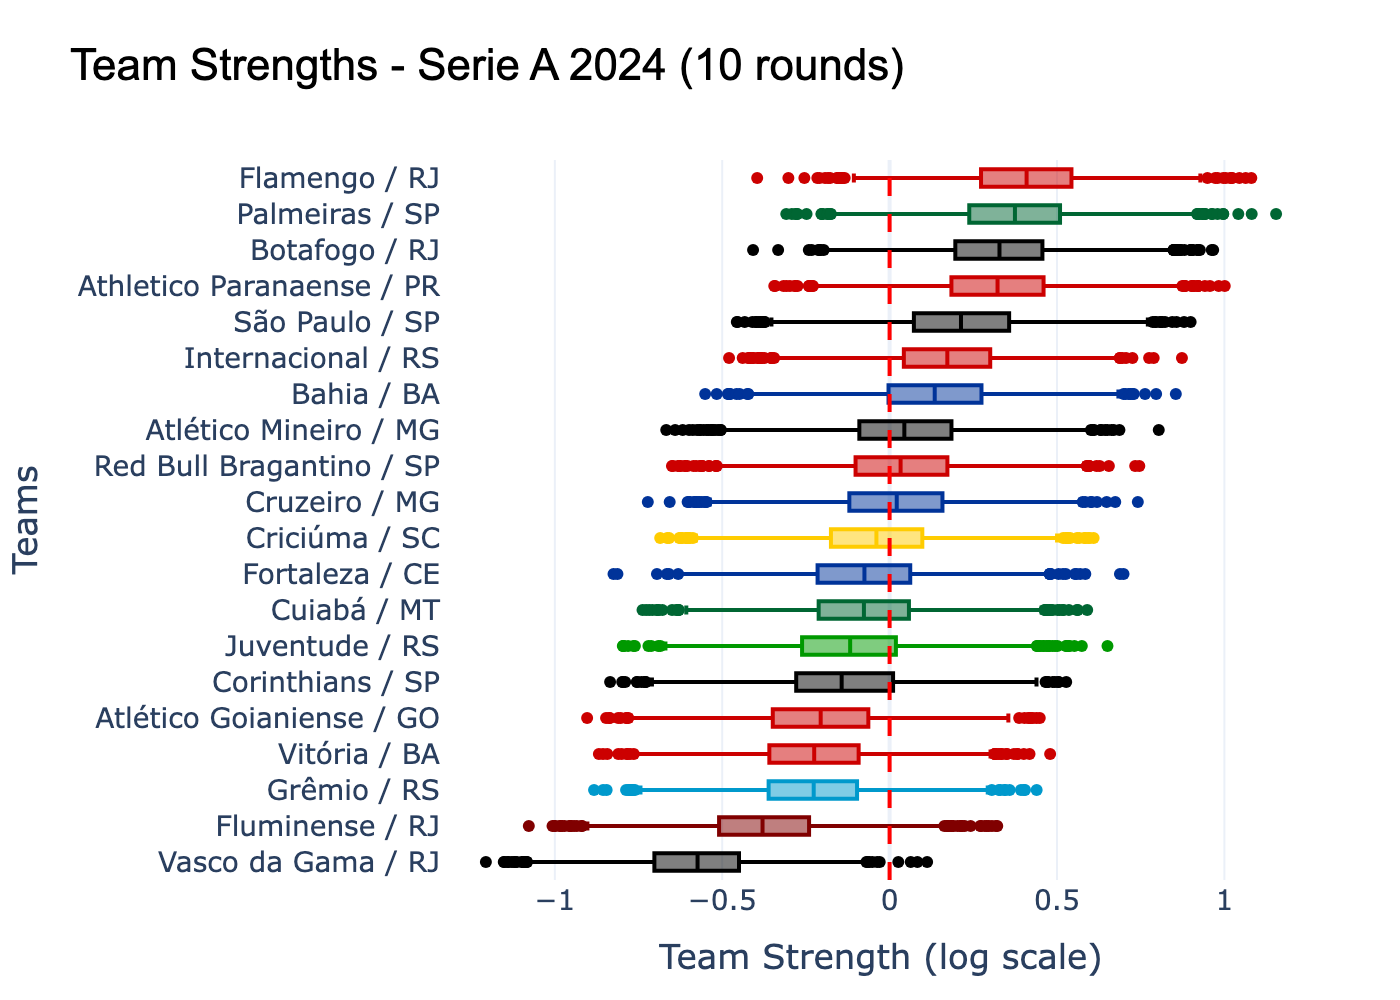 Team Strengths - Serie A 2024 (10 rounds)
Flamengo / RJ
Palmeiras / SP
Botafogo / RJ
Athletico Paranaense / PR
São Paulo / SP
Internacional / RS
Bahia / BA
Atlético Mineiro / MG
Red Bull Bragantino / SP
Cruzeiro / MG
Criciúma / SC
Fortaleza / CE
Cuiabá / MT
Juventude / RS
Corinthians / SP
Atlético Goianiense / GO
Vitória / BA
Grêmio / RS
Fluminense / RJ
Vasco da Gama / RJ
Teams
−1 −0.5 0 0.5 1
Team Strength (log scale)